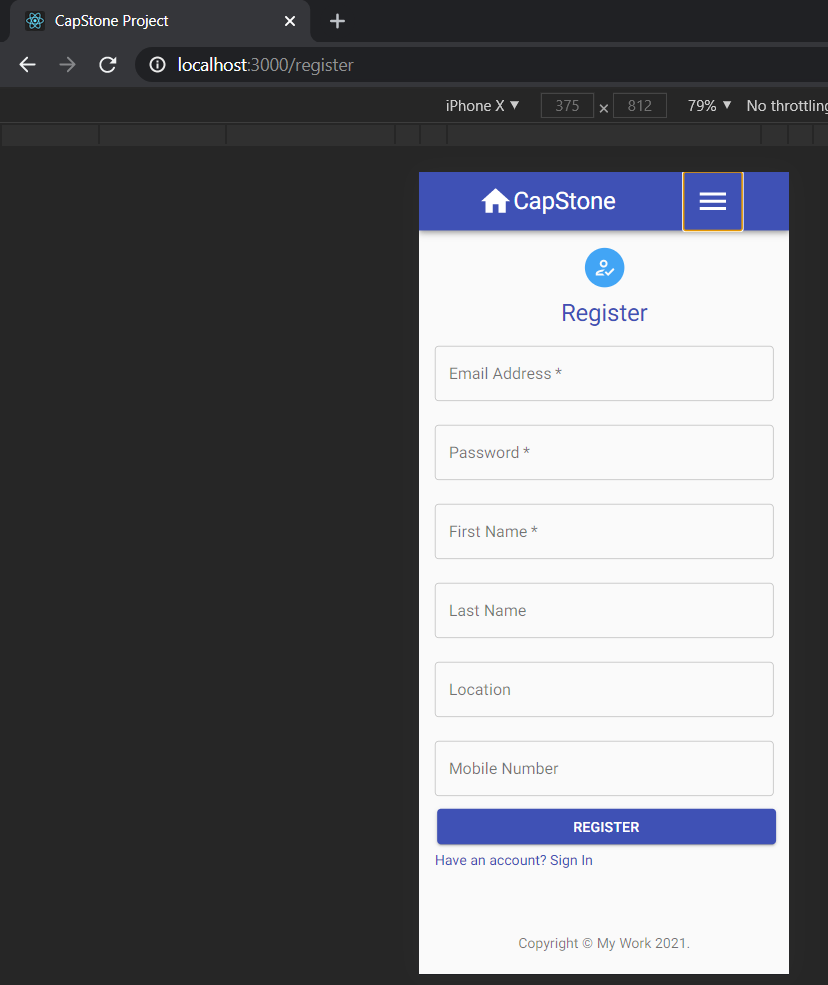 CapStone Project
localhost:3000/register
iPhone X ▼ 375 × 812 79% ▼ No throttling
CapStone
Register
Email Address *
Password *
First Name *
Last Name
Location
Mobile Number
REGISTER
Have an account? Sign In
Copyright © My Work 2021.